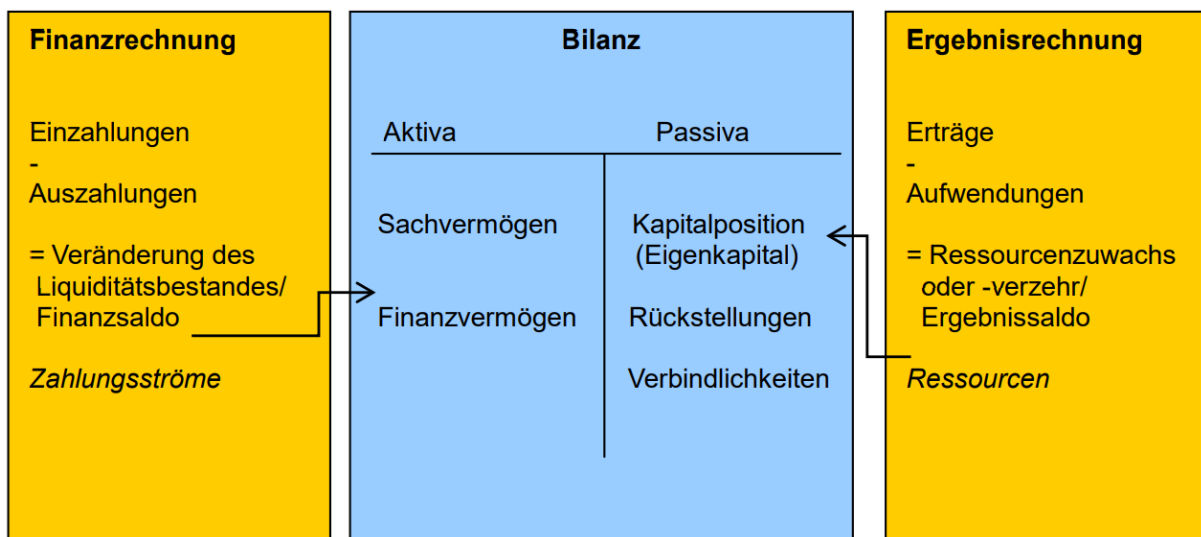 Finanzrechnung
Einzahlungen
-
Auszahlungen
= Veränderung des
Liquiditätsbestandes/
Finanzsaldo
Zahlungsströme
Bilanz
Aktiva
Passiva
Sachvermögen
Finanzvermögen
Kapitalposition
(Eigenkapital)
Rückstellungen
Verbindlichkeiten
Ergebnisrechnung
Erträge
-
Aufwendungen
= Ressourcenzuwachs
oder -verzehr/
Ergebnissaldo
Ressourcen